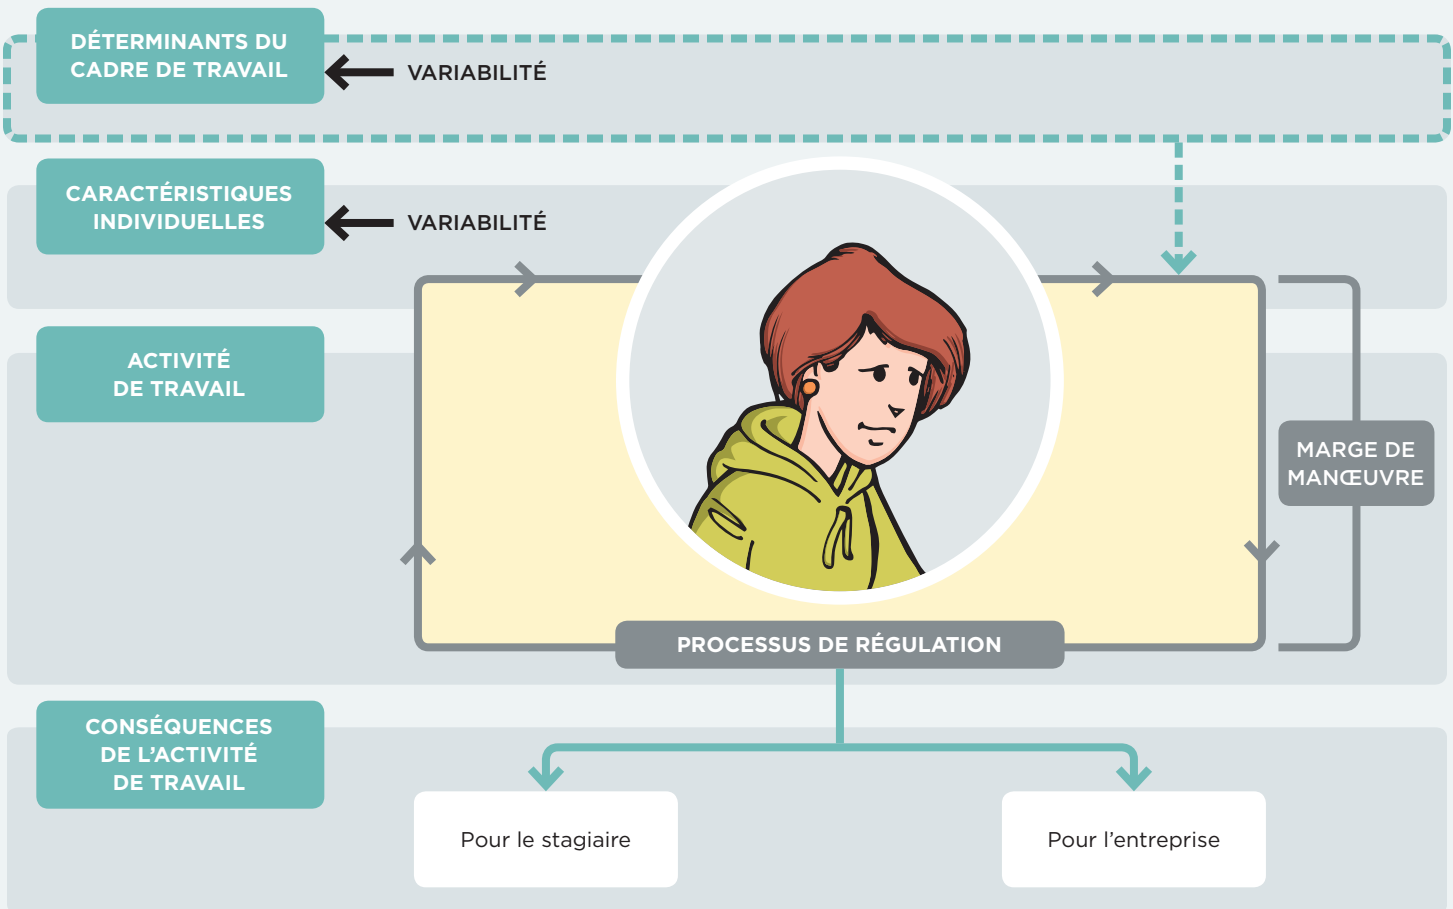 DÉTERMINANTS DU
CADRE DE TRAVAIL
VARIABILITÉ
CARACTÉRISTIQUES
INDIVIDUELLES
VARIABILITÉ
ACTIVITÉ
DE TRAVAIL
MARGE DE
MANŒUVRE
PROCESSUS DE RÉGULATION
CONSÉQUENCES
DE L’ACTIVITÉ
DE TRAVAIL
Pour le stagiaire
Pour l’entreprise